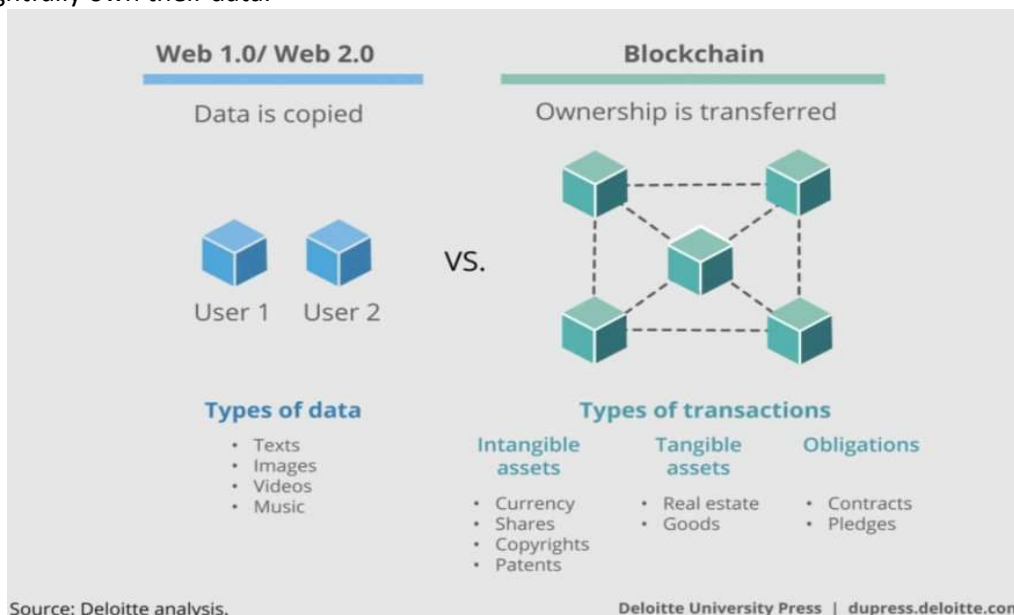 Web 1.0/ Web 2.0
Data is copied
User 1 User 2
Types of data
• Texts
• Images
• Videos
• Music
VS.
Blockchain
Ownership is transferred
Types of transactions
Intangible
assets
• Currency
• Shares
• Copyrights
• Patents
Tangible
assets
• Real estate
• Goods
Obligations
• Contracts
• Pledges
Source: Deloitte analysis.
Deloitte University Press | dupress.deloitte.com